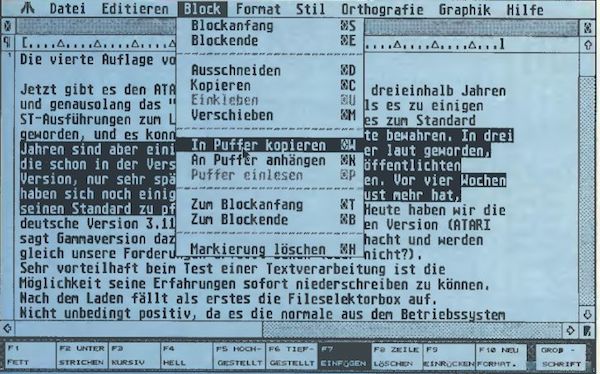 Datei Editieren Block Format Stil Orthografie Graphik Hilfe
Blockanfang S
Blockende E
Ausschneiden D
Kopieren C
Einkleben U
Verschieben M
In Puffer kopieren W
An Puffer anhängen N
Puffer einlesen P
Zum Blockanfang T
Zum Blockende B
Markierung löschen H
Die vierte Auflage vo
Jetzt gibt es den ATA dreieinhalb Jahren
und genausolang das " ls es zu einigen
ST-Ausführungen zum L es zum Standard
geworden, und es konn te bewahren. In drei
Jahren sind aber eini er laut geworden,
die schon in der Vers öffentlichten
Version, nur sehr spä en. Vor vier Wochen
haben sich noch einig ust mehr hat,
seinen Standard zu pf Heute haben wir die
deutsche Version 3.11 en Version (ATARI
sagt Gammaversion daz hacht und werden
gleich unsere Forderung nicht?).
Sehr vorteilhaft beim Test einer Textverarbeitung ist die
Möglichkeit seine Erfahrungen sofort niederschreiben zu können.
Nach dem Laden fällt als erstes die Fileselektorbox auf.
Nicht unbedingt positiv, da es die normale aus dem Betriebssystem
F1 FETT
F2 UNTER STRICHEN
F3 KURSIV
F4 HELL
F5 HOCH- GESTELLT
F6 TIEF- GESTELLT
F7 EINFÜGEN
F8 ZEILE LÖSCHEN
F9 EINRÜCKEN
F10 NEU FORMAT.
GROß- SCHRIFT